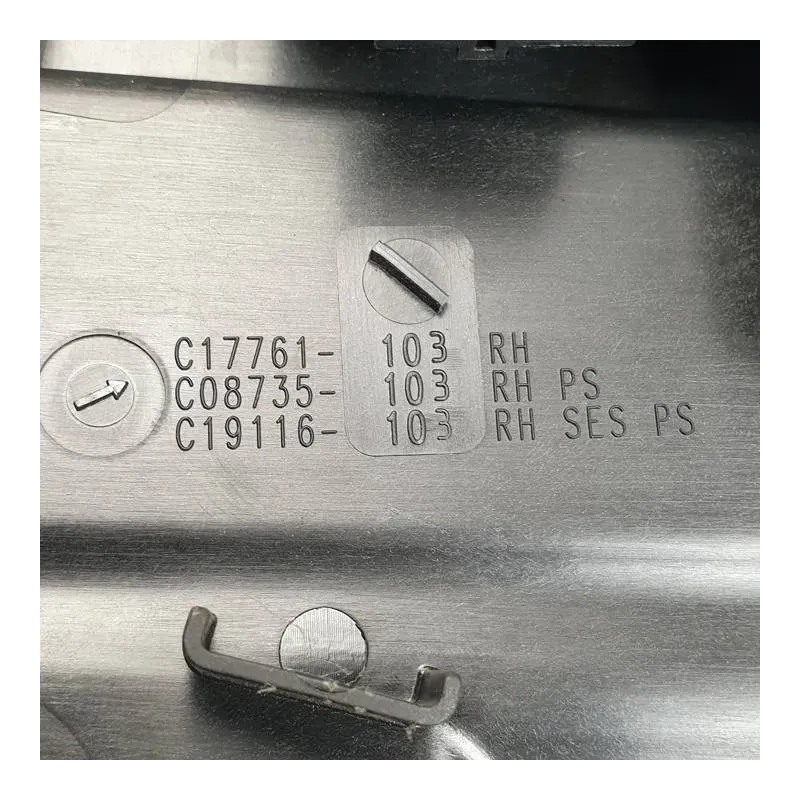 C17761- 103 RH
C08735- 103 RH PS
C19116- 103 RH SES PS